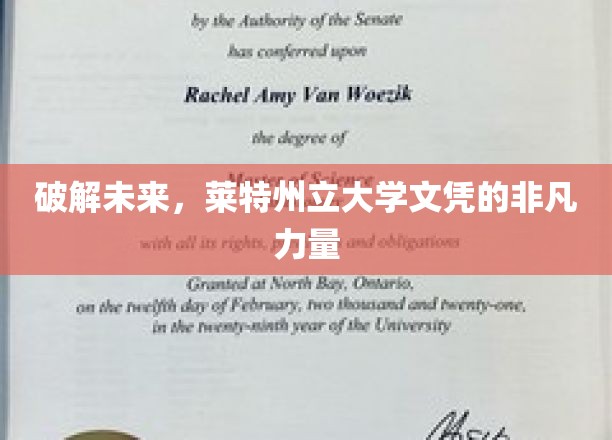 by the Authority of the Senate
has conferred upon
Rachel Amy Van Woezik
the degree of
Master of Science
破解未来，莱特州立大学文凭的非凡
力量
with all its rights, and obligations
Granted at North Bay, Ontario,
on the twelfth day of February, two thousand and twenty-one,
in the twenty-ninth year of the University